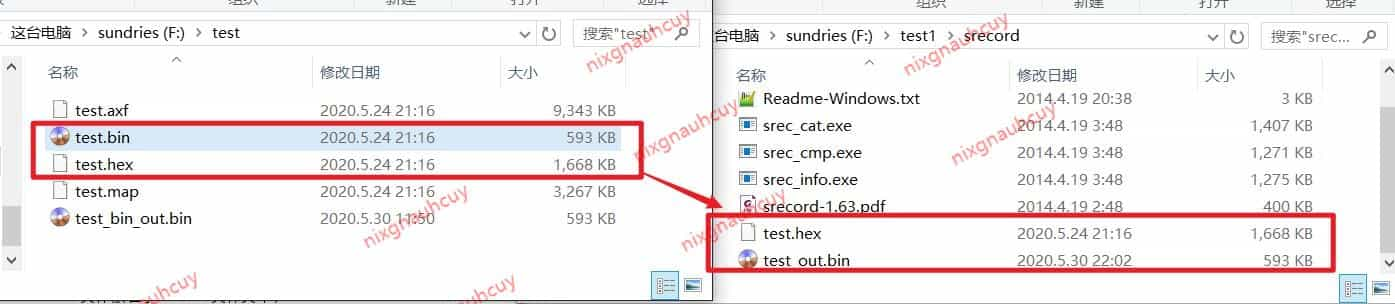 组织
新建
打开
选择
这台电脑 › sundries (F:) › test
搜索"test"
名称 修改日期 大小
test.axf 2020.5.24 21:16 9,343 KB
test.bin 2020.5.24 21:16 593 KB
test.hex 2020.5.24 21:16 1,668 KB
test.map 2020.5.24 21:16 3,267 KB
test_bin_out.bin 2020.5.30 11:50 593 KB
组织
新建
打开
选择
台电脑 › sundries (F:) › test1 › srecord
搜索"srec...
名称 修改日期 大小
Readme-Windows.txt 2014.4.19 20:38 3 KB
srec_cat.exe 2014.4.19 3:48 1,407 KB
srec_cmp.exe 2014.4.19 3:48 1,271 KB
srec_info.exe 2014.4.19 3:48 1,275 KB
srecord-1.63.pdf 2014.4.19 2:48 400 KB
test.hex 2020.5.24 21:16 1,668 KB
test_out.bin 2020.5.30 22:02 593 KB
nixgnauhcuy
nixgnauhcuy
nixgnauhcuy
nixgnauhcuy
nixgnauhcuy
nixgnauhcuy
nixgnauhcuy
nixgnauhcuy
nixgnauhcuy